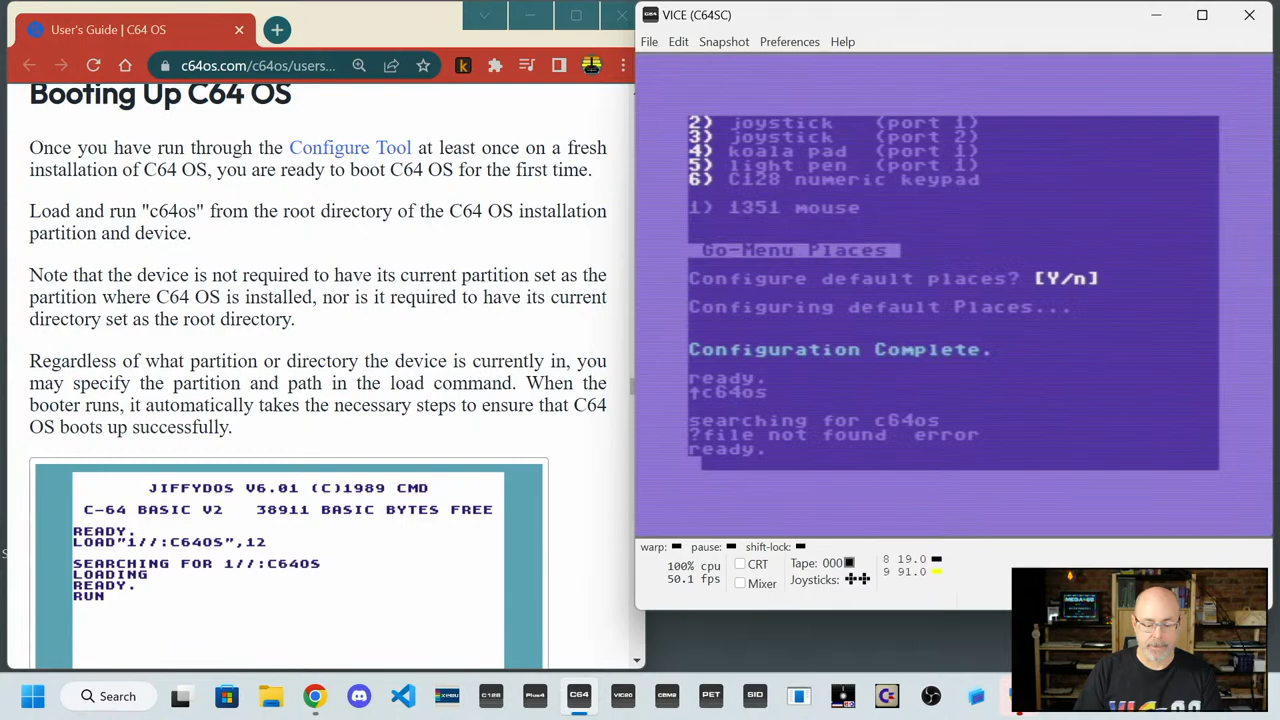 User's Guide | C64 OS
c64os.com/c64os/users...
Booting Up C64 OS
Once you have run through the Configure Tool at least once on a fresh
installation of C64 OS, you are ready to boot C64 OS for the first time.
Load and run "c64os" from the root directory of the C64 OS installation
partition and device.
Note that the device is not required to have its current partition set as the
partition where C64 OS is installed, nor is it required to have its current
directory set as the root directory.
Regardless of what partition or directory the device is currently in, you
may specify the partition and path in the load command. When the
booter runs, it automatically takes the necessary steps to ensure that C64
OS boots up successfully.
JIFFYDOS V6.01 (C)1989 CMD
C-64 BASIC V2 38911 BASIC BYTES FREE
READY.
LOAD"1//:C64OS",12
SEARCHING FOR 1//:C64OS
LOADING
READY.
RUN
VICE (C64SC)
File Edit Snapshot Preferences Help
2) joystick (port 1)
3) joystick (port 2)
4) koala pad (port 1)
5) light pen (port 1)
6) C128 numeric keypad
1) 1351 mouse
Go-Menu Places
Configure default places? [Y/n]
Configuring default Places...
Configuration Complete.
ready.
↑c64os
searching for c64os
?file not found error
ready.
warp: pause: shift-lock:
100% cpu
50.1 fps
CRT
Mixer
Tape: 000
Joysticks:
8 19.0
9 91.0
MEGA65
Search
C128
Plus4
C64
VIC20
CBM2
PET
SID